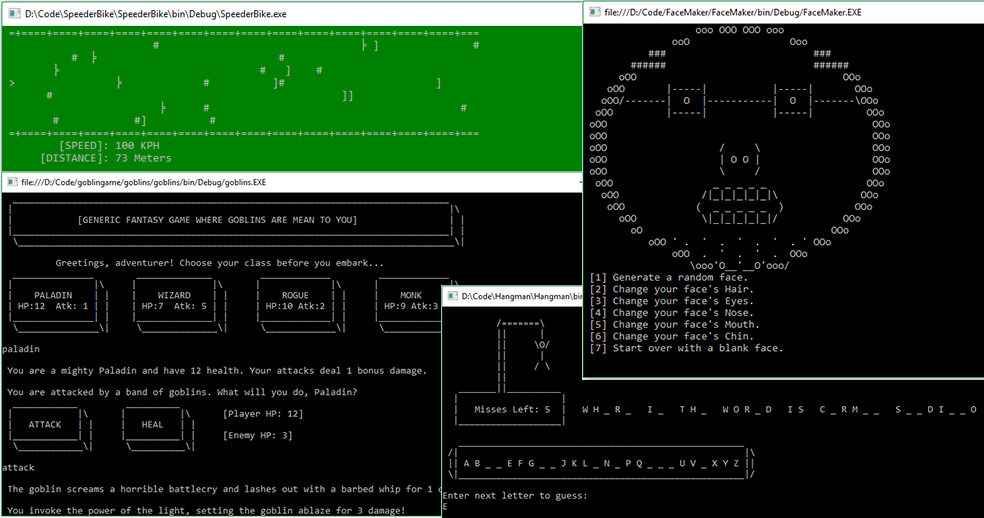 D:\Code\SpeederBike\SpeederBike\bin\Debug\SpeederBike.exe
[SPEED]: 100 KPH
[DISTANCE]: 73 Meters
file:///D:/Code/goblingame/goblins/goblins/bin/Debug/goblins.EXE
[GENERIC FANTASY GAME WHERE GOBLINS ARE MEAN TO YOU]
Greetings, adventurer! Choose your class before you embark...
PALADIN WIZARD ROGUE MONK
HP:12 Atk: 1 HP:7 Atk: 5 HP:10 Atk:2 HP:9 Atk:3
paladin
You are a mighty Paladin and have 12 health. Your attacks deal 1 bonus damage.
You are attacked by a band of goblins. What will you do, Paladin?
[Player HP: 12]
ATTACK HEAL
[Enemy HP: 3]
attack
The goblin screams a horrible battlecry and lashes out with a barbed whip for 1
You invoke the power of the light, setting the goblin ablaze for 3 damage!
file:///D:/Code/FaceMaker/FaceMaker/bin/Debug/FaceMaker.EXE
[1] Generate a random face.
[2] Change your face's Hair.
[3] Change your face's Eyes.
[4] Change your face's Nose.
[5] Change your face's Mouth.
[6] Change your face's Chin.
[7] Start over with a blank face.
D:\Code\Hangman\Hangman\bin
Misses Left: 5 W H _ R _ I _ T H _ W O R _ D I S C _ R M _ _ S _ _ D I _ _ O
A B _ _ E F G _ _ J K L _ N _ P Q _ _ _ U V _ X Y Z
Enter next letter to guess:
E